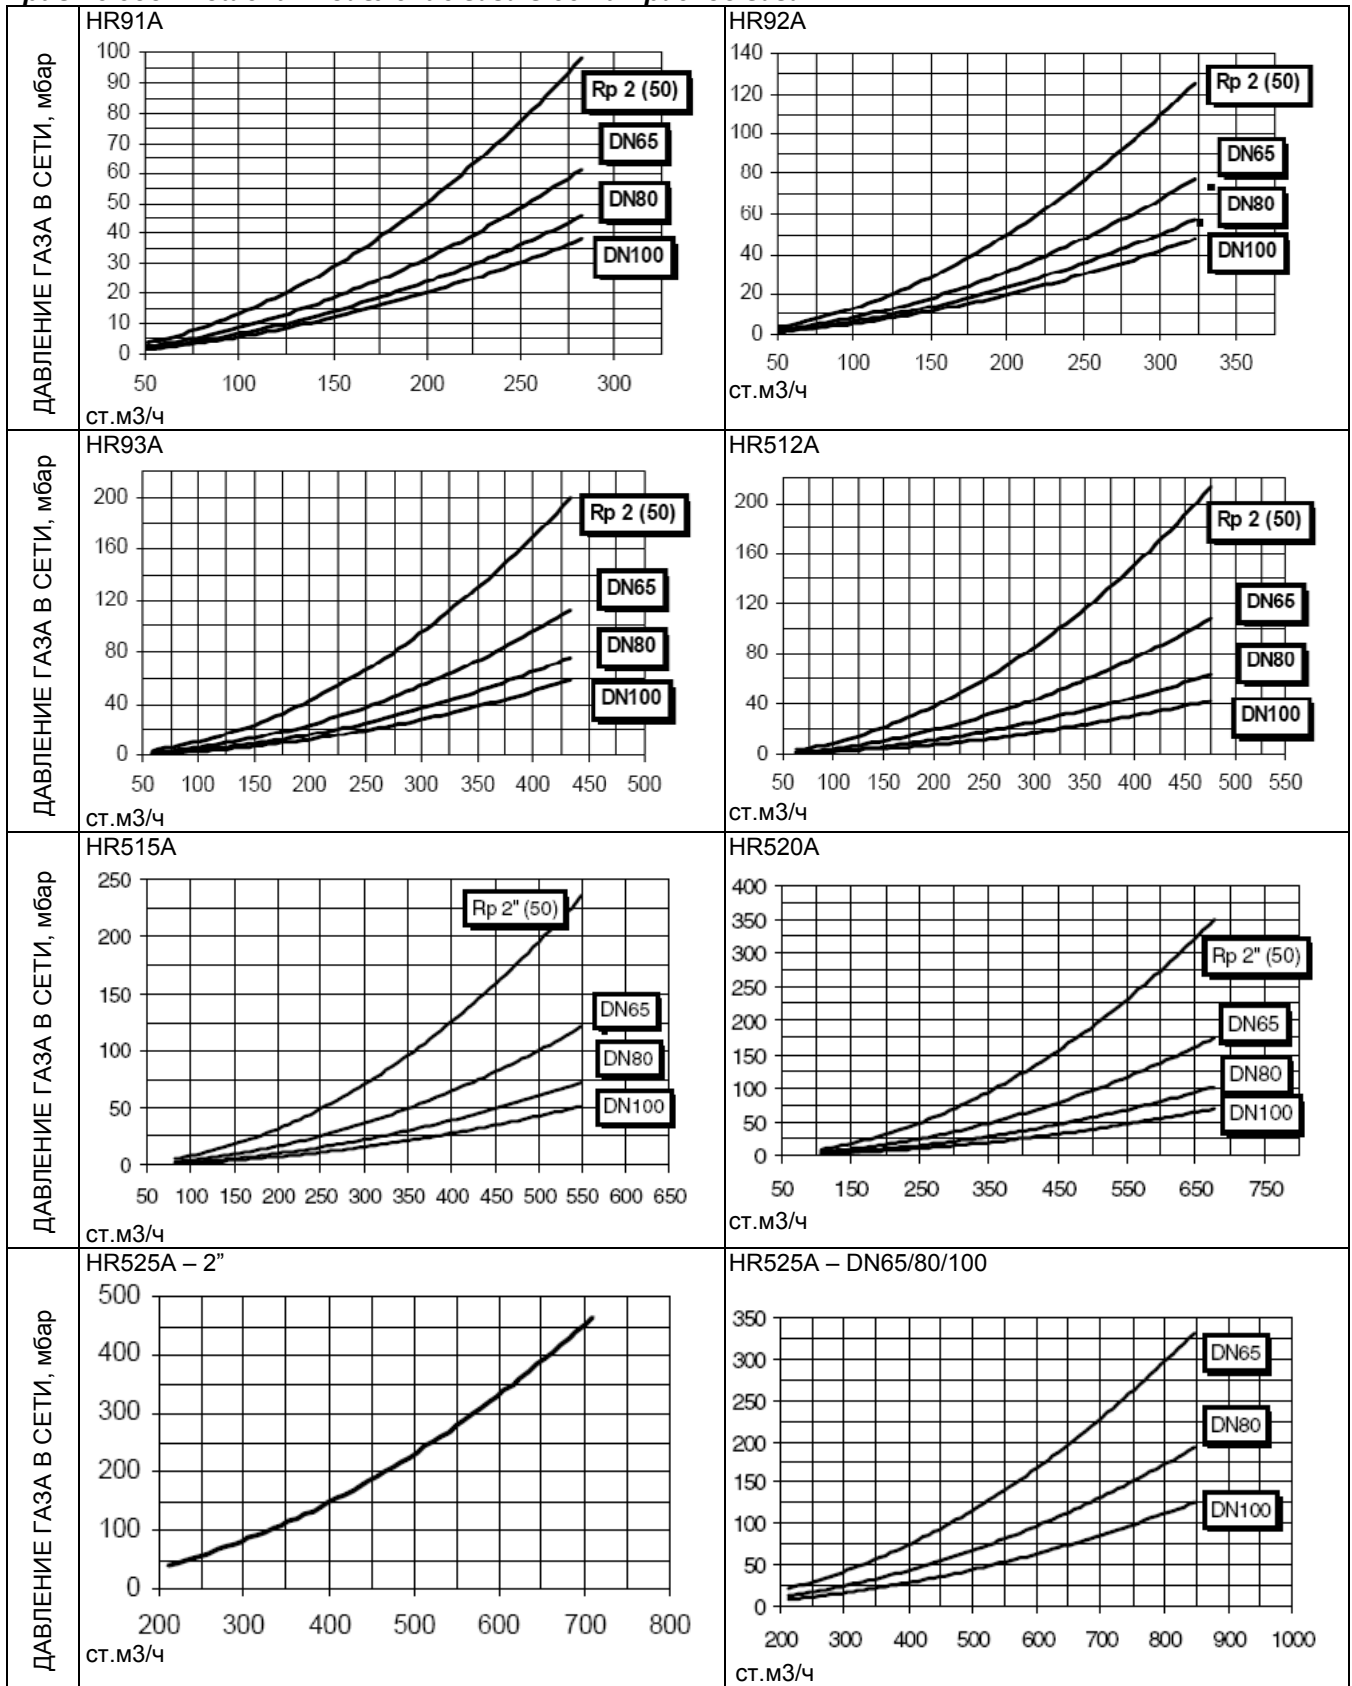 HR91A
ДАВЛЕНИЕ ГАЗА В СЕТИ, мбар
100
90
80
70
60
50
40
30
20
10
0
Rp 2 (50)
DN65
DN80
DN100
50 100 150 200 250 300
ст.м3/ч
HR92A
140
120
100
80
60
40
20
0
Rp 2 (50)
DN65
DN80
DN100
50 100 150 200 250 300 350
ст.м3/ч
HR93A
ДАВЛЕНИЕ ГАЗА В СЕТИ, мбар
200
160
120
80
40
0
Rp 2 (50)
DN65
DN80
DN100
50 100 150 200 250 300 350 400 450 500
ст.м3/ч
HR512A
200
160
120
80
40
0
Rp 2 (50)
DN65
DN80
DN100
50 100 150 200 250 300 350 400 450 500 550
ст.м3/ч
HR515A
ДАВЛЕНИЕ ГАЗА В СЕТИ, мбар
250
200
150
100
50
0
Rp 2" (50)
DN65
DN80
DN100
50 100 150 200 250 300 350 400 450 500 550 600 650
ст.м3/ч
HR520A
400
350
300
250
200
150
100
50
0
Rp 2" (50)
DN65
DN80
DN100
50 150 250 350 450 550 650 750
ст.м3/ч
HR525A – 2”
ДАВЛЕНИЕ ГАЗА В СЕТИ, мбар
500
400
300
200
100
0
200 300 400 500 600 700 800
ст.м3/ч
HR525A – DN65/80/100
350
300
250
200
150
100
50
0
DN65
DN80
DN100
200 300 400 500 600 700 800 900 1000
ст.м3/ч